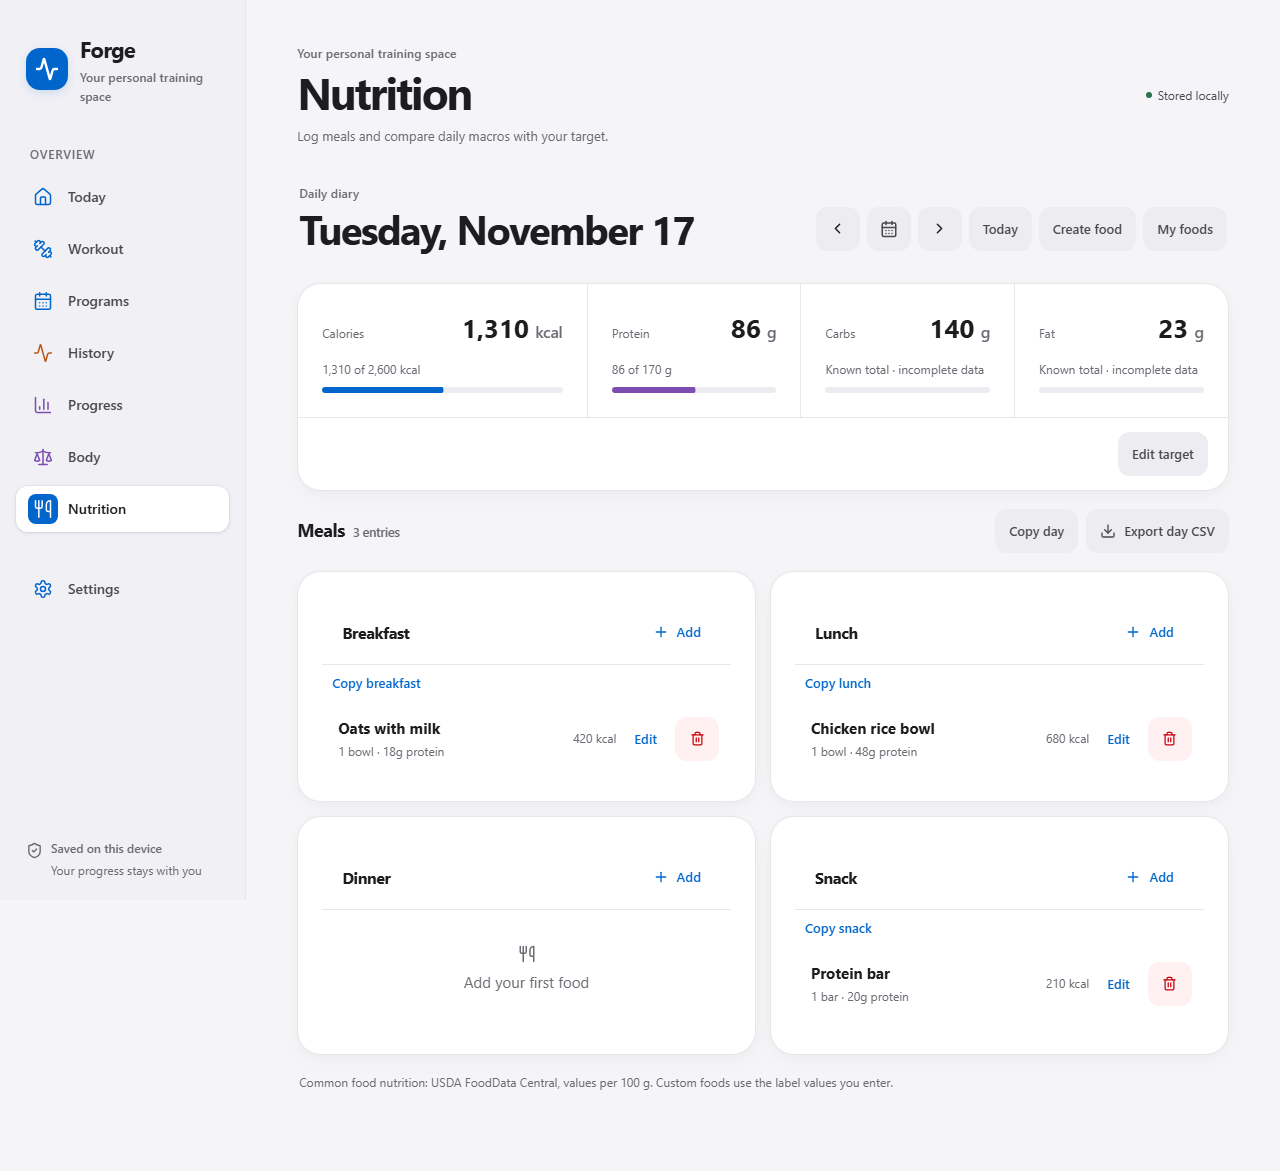 Forge
Your personal training
space
OVERVIEW
Today
Workout
Programs
History
Progress
Body
Nutrition
Settings
Saved on this device
Your progress stays with you
Your personal training space
Nutrition
Log meals and compare daily macros with your target.
Stored locally
Daily diary
Tuesday, November 17
Today
Create food
My foods
Calories 1,310 kcal
1,310 of 2,600 kcal
Protein 86 g
86 of 170 g
Carbs 140 g
Known total · incomplete data
Fat 23 g
Known total · incomplete data
Edit target
Meals 3 entries
Copy day
Export day CSV
Breakfast
Add
Copy breakfast
Oats with milk
1 bowl · 18g protein
420 kcal
Edit
Lunch
Add
Copy lunch
Chicken rice bowl
1 bowl · 48g protein
680 kcal
Edit
Dinner
Add
Add your first food
Snack
Add
Copy snack
Protein bar
1 bar · 20g protein
210 kcal
Edit
Common food nutrition: USDA FoodData Central, values per 100 g. Custom foods use the label values you enter.